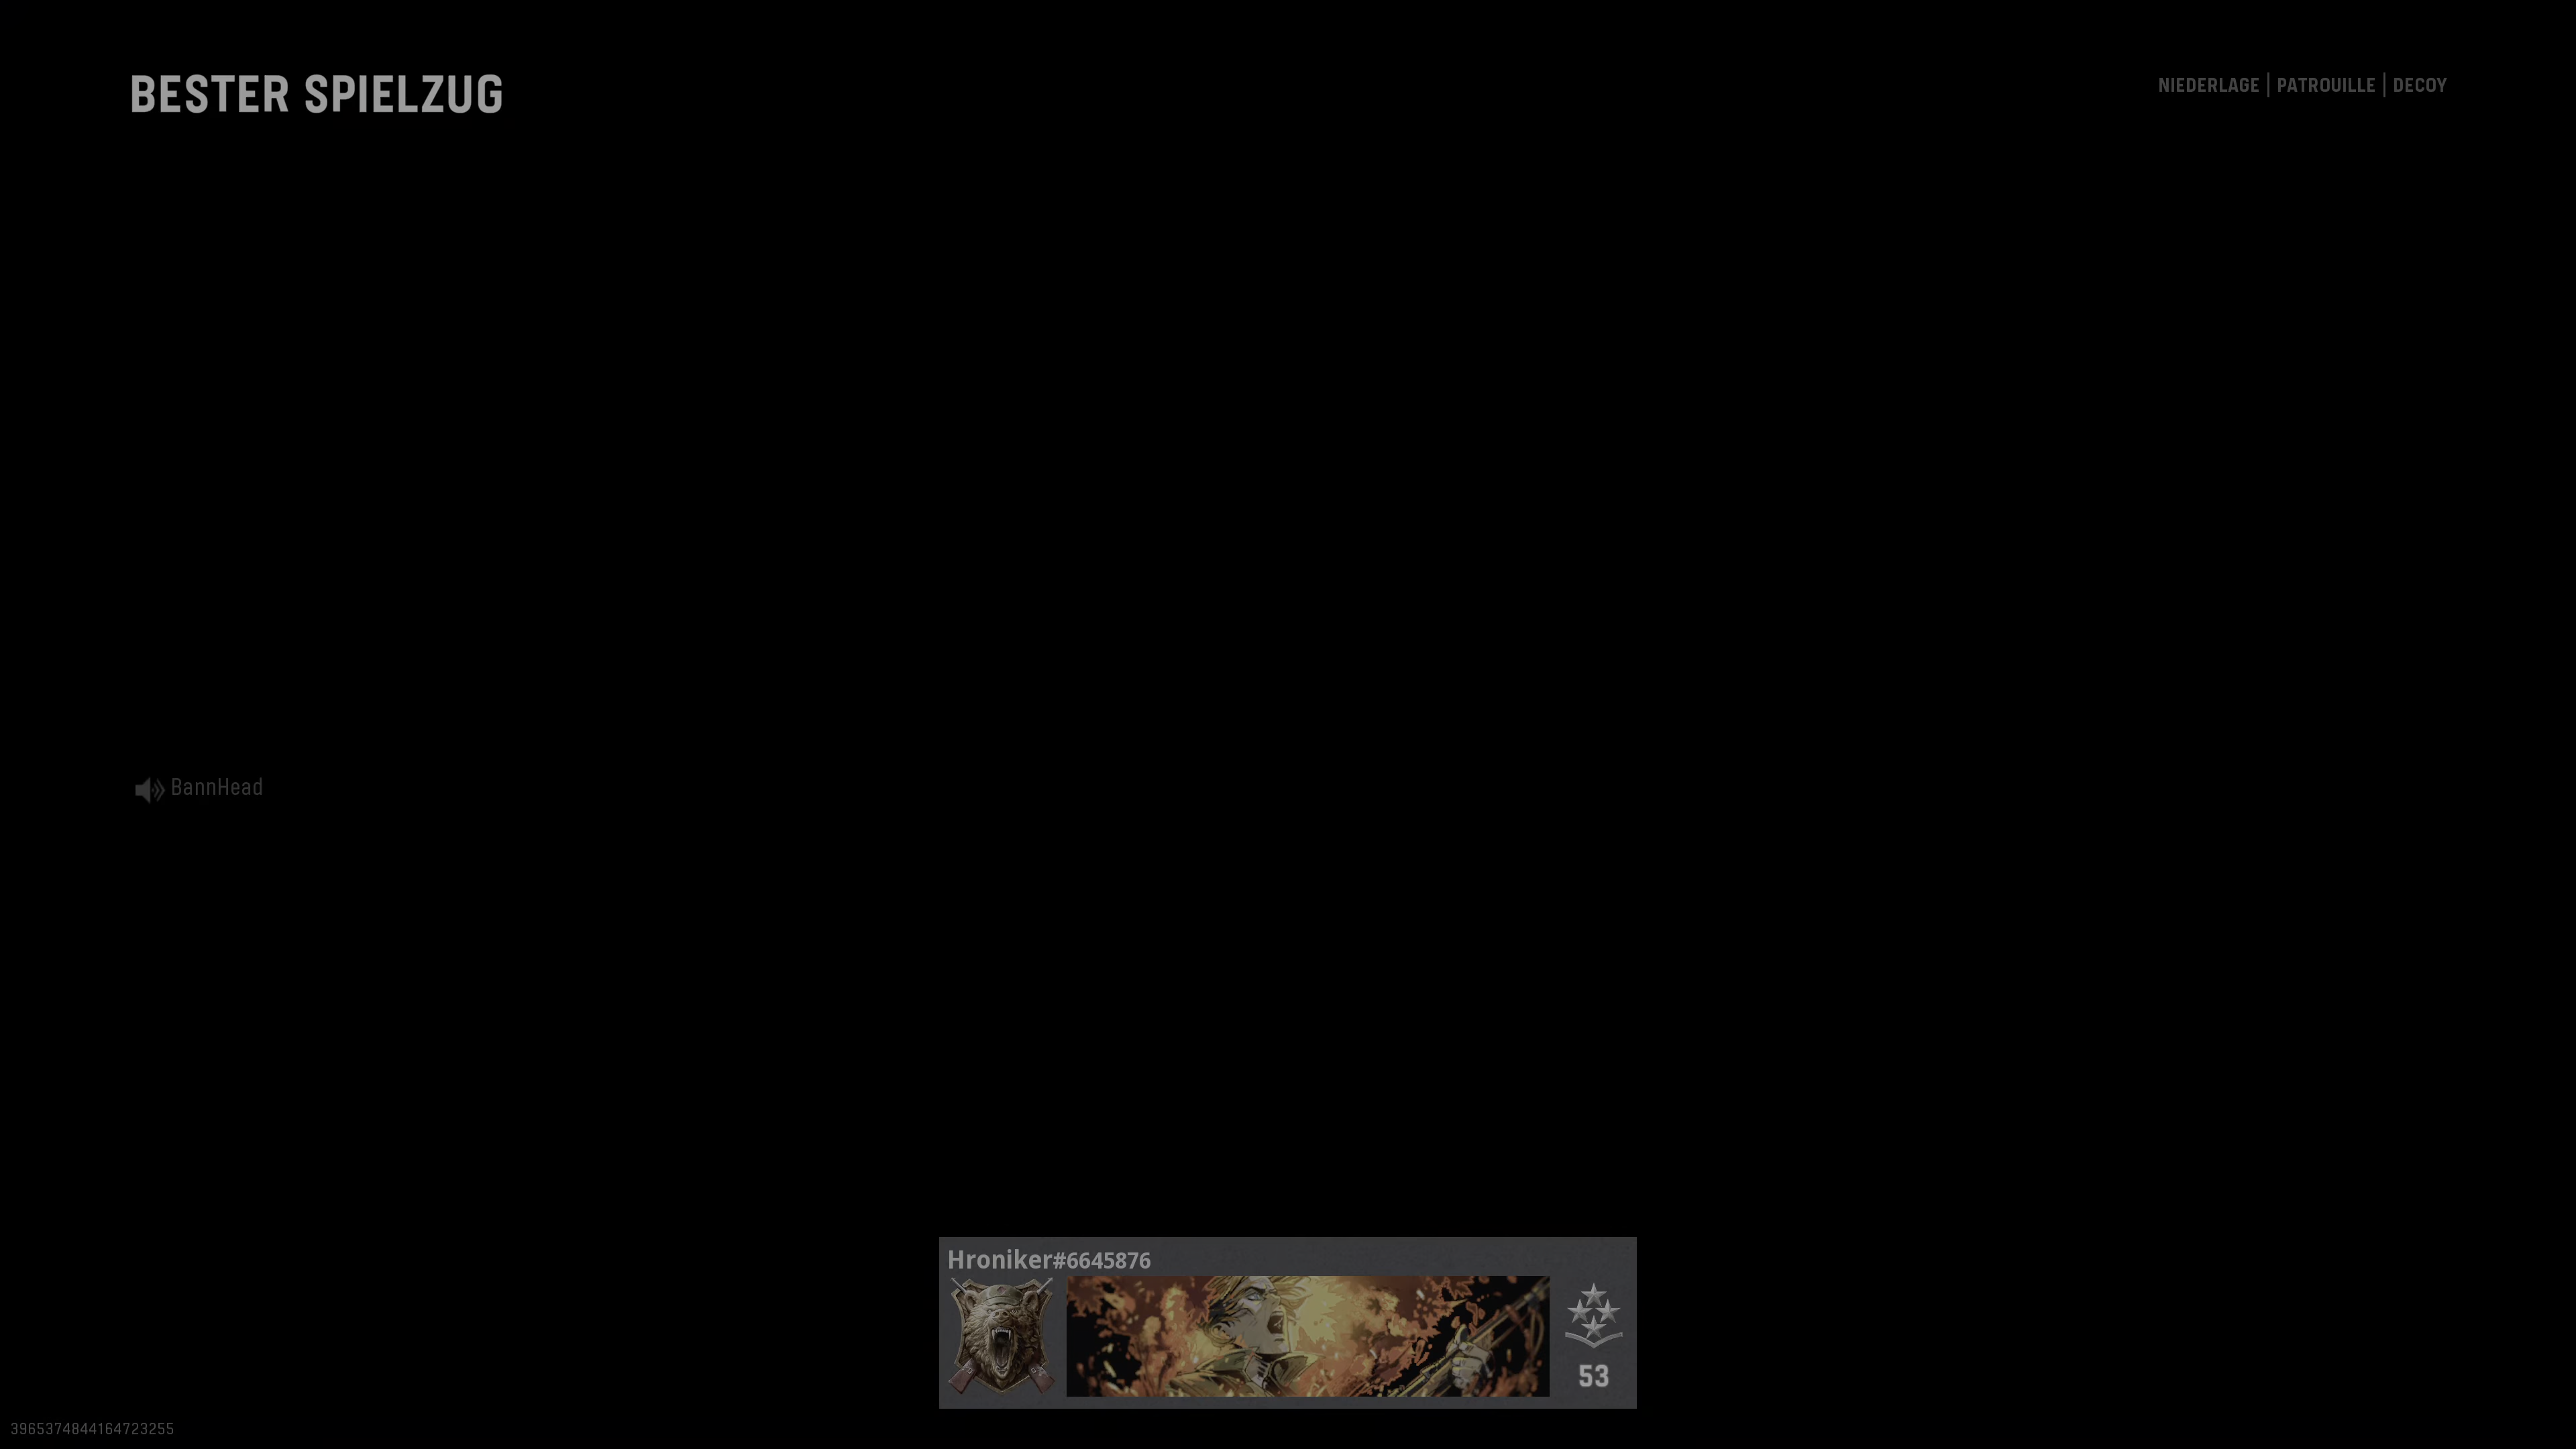 BESTER SPIELZUG
NIEDERLAGE | PATROUILLE | DECOY
BannHead
Hroniker#6645876
53
3965374844164723255